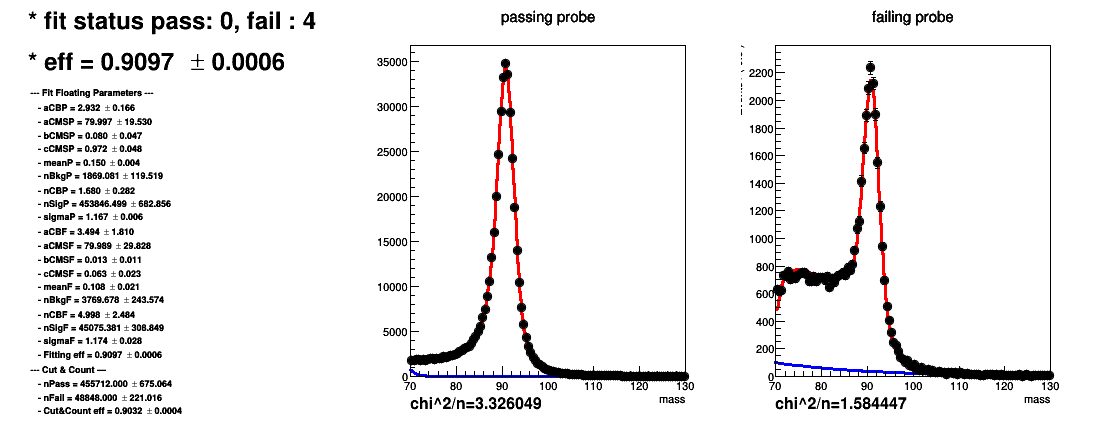 * fit status pass: 0, fail : 4
* eff = 0.9097 ± 0.0006
--- Fit Floating Parameters ---
- aCBP = 2.932 ± 0.166
- aCMSP = 79.997 ± 19.530
- bCMSP = 0.080 ± 0.047
- cCMSP = 0.972 ± 0.048
- meanP = 0.150 ± 0.004
- nBkgP = 1869.081 ± 119.519
- nCBP = 1.680 ± 0.282
- nSigP = 453846.499 ± 682.856
- sigmaP = 1.167 ± 0.006
- aCBF = 3.494 ± 1.810
- aCMSF = 79.989 ± 29.828
- bCMSF = 0.013 ± 0.011
- cCMSF = 0.063 ± 0.023
- meanF = 0.108 ± 0.021
- nBkgF = 3769.678 ± 243.574
- nCBF = 4.998 ± 2.484
- nSigF = 45075.381 ± 308.849
- sigmaF = 1.174 ± 0.028
- Fitting eff = 0.9097 ± 0.0006
--- Cut & Count ---
- nPass = 455712.000 ± 675.064
- nFail = 48848.000 ± 221.016
- Cut&Count eff = 0.9032 ± 0.0004
passing probe
35000
30000
25000
20000
15000
10000
5000
0
70 80 90 100 110 120 130
mass
chi^2/n=3.326049
failing probe
2200
2000
1800
1600
1400
1200
1000
800
600
400
200
0
70 80 90 100 110 120 130
mass
chi^2/n=1.584447